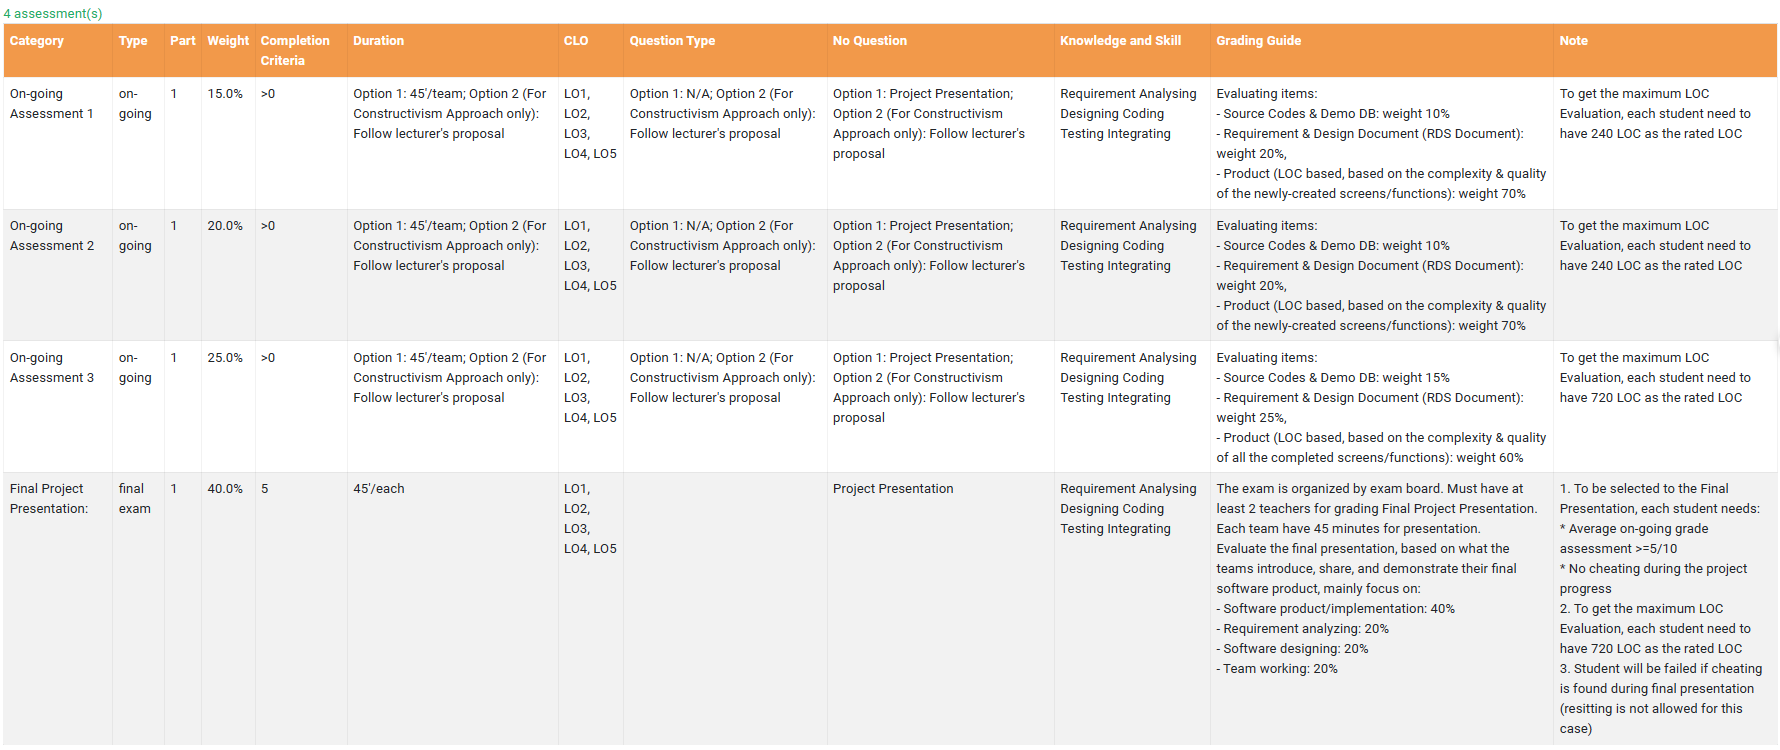 4 assessment(s)
Category
Type
Part
Weight
Completion
Criteria
Duration
CLO
Question Type
No Question
Knowledge and Skill
Grading Guide
Note
On-going
Assessment 1
on-
going
1
15.0%
>0
Option 1: 45'/team; Option 2 (For
Constructivism Approach only):
Follow lecturer's proposal
LO1,
LO2,
LO3,
LO4, LO5
Option 1: N/A; Option 2 (For
Constructivism Approach only):
Follow lecturer's proposal
Option 1: Project Presentation;
Option 2 (For Constructivism
Approach only): Follow lecturer's
proposal
Requirement Analysing
Designing Coding
Testing Integrating
Evaluating items:
- Source Codes & Demo DB: weight 10%
- Requirement & Design Document (RDS Document):
weight 20%,
- Product (LOC based, based on the complexity & quality
of the newly-created screens/functions): weight 70%
To get the maximum LOC
Evaluation, each student need to
have 240 LOC as the rated LOC
On-going
Assessment 2
on-
going
1
20.0%
>0
Option 1: 45'/team; Option 2 (For
Constructivism Approach only):
Follow lecturer's proposal
LO1,
LO2,
LO3,
LO4, LO5
Option 1: N/A; Option 2 (For
Constructivism Approach only):
Follow lecturer's proposal
Option 1: Project Presentation;
Option 2 (For Constructivism
Approach only): Follow lecturer's
proposal
Requirement Analysing
Designing Coding
Testing Integrating
Evaluating items:
- Source Codes & Demo DB: weight 10%
- Requirement & Design Document (RDS Document):
weight 20%,
- Product (LOC based, based on the complexity & quality
of the newly-created screens/functions): weight 70%
To get the maximum LOC
Evaluation, each student need to
have 240 LOC as the rated LOC
On-going
Assessment 3
on-
going
1
25.0%
>0
Option 1: 45'/team; Option 2 (For
Constructivism Approach only):
Follow lecturer's proposal
LO1,
LO2,
LO3,
LO4, LO5
Option 1: N/A; Option 2 (For
Constructivism Approach only):
Follow lecturer's proposal
Option 1: Project Presentation;
Option 2 (For Constructivism
Approach only): Follow lecturer's
proposal
Requirement Analysing
Designing Coding
Testing Integrating
Evaluating items:
- Source Codes & Demo DB: weight 15%
- Requirement & Design Document (RDS Document):
weight 25%,
- Product (LOC based, based on the complexity & quality
of all the completed screens/functions): weight 60%
To get the maximum LOC
Evaluation, each student need to
have 720 LOC as the rated LOC
Final Project
Presentation:
final
exam
1
40.0%
5
45'/each
LO1,
LO2,
LO3,
LO4, LO5
Project Presentation
Requirement Analysing
Designing Coding
Testing Integrating
The exam is organized by exam board. Must have at
least 2 teachers for grading Final Project Presentation.
Each team have 45 minutes for presentation.
Evaluate the final presentation, based on what the
teams introduce, share, and demonstrate their final
software product, mainly focus on:
- Software product/implementation: 40%
- Requirement analyzing: 20%
- Software designing: 20%
- Team working: 20%
1. To be selected to the Final
Presentation, each student needs:
* Average on-going grade
assessment >=5/10
* No cheating during the project
progress
2. To get the maximum LOC
Evaluation, each student need to
have 720 LOC as the rated LOC
3. Student will be failed if cheating
is found during final presentation
(resitting is not allowed for this
case)